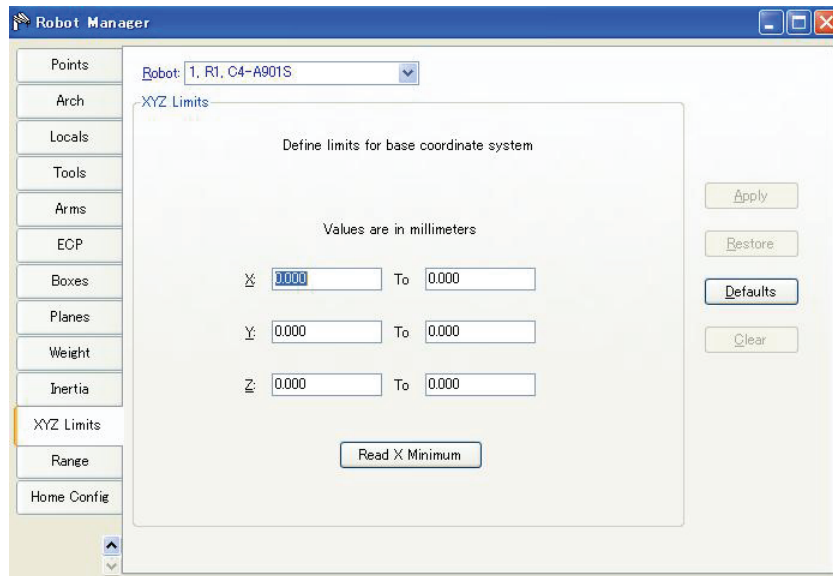 Robot Manager
Points
Arch
Locals
Tools
Arms
ECP
Boxes
Planes
Weight
Inertia
XYZ Limits
Range
Home Config
Robot: 1, R1, C4-A901S
XYZ Limits
Define limits for base coordinate system
Values are in millimeters
X: 0.000 To 0.000
Y: 0.000 To 0.000
Z: 0.000 To 0.000
Read X Minimum
Apply
Restore
Defaults
Clear